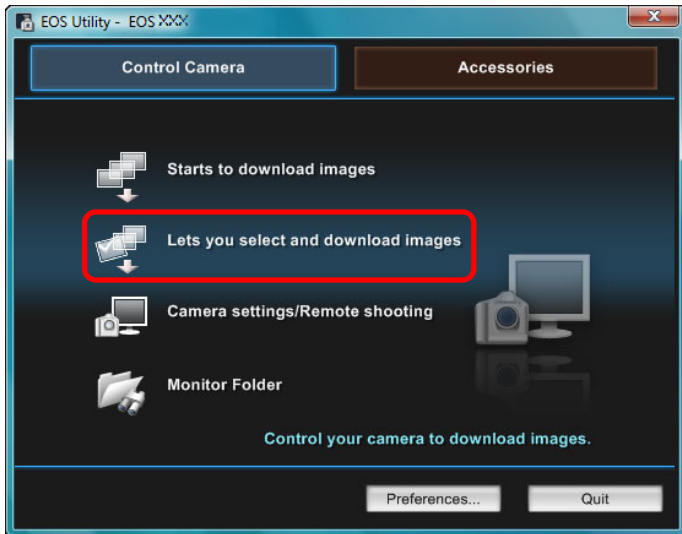 EOS Utility - EOS XXX
Control Camera
Accessories
Starts to download images
Lets you select and download images
Camera settings/Remote shooting
Monitor Folder
Control your camera to download images.
Preferences...
Quit